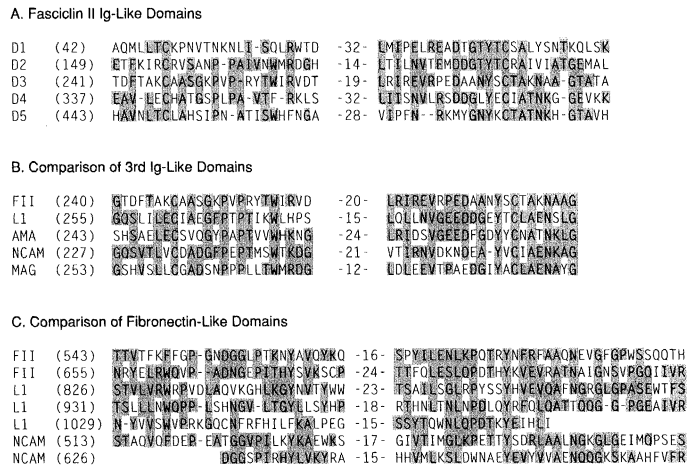 A. Fasciclin II Ig-Like Domains
D1 (42) AQMLLTCKPNVTNKNLI-SQLRWTD -32- LMIPELREADTGTYTCSALYSNTKQLSK
D2 (149) ETFKIRCRVSANP-PAIVNWMRDGH -14- LTILNVTEMDDGTYTCRAIVIATGEMAL
D3 (241) TDFTAKCAASGKPVP-RYTWIRVDT -19- LRIREVRPEDAANYSCTAKNAA-GTATA
D4 (337) EAV-LECHATGSPLPA-VTF-RKLS -32- LIISNVLRSDDGLYECIATNKG-GEVKK
D5 (443) HAVNLTCLAHSIPN-ATISWHFNGA -28- VIPFN--RKMYGNYKCTATNKH-GTAVH
B. Comparison of 3rd Ig-Like Domains
FII (240) GTDFTAKCAASGKPVPRYTWIRVD -20- LRIREVRPEDAANYSCTAKNAAG
L1 (255) GQSLILECIAEGFPTPTIKWLHPS -15- LQLLNVGEEDDGEYTCLAENSLG
AMA (243) SHSAELECSVQGYPAPTVVWHKNG -24- LRIDSVGEEDFGDYYCNATNKLG
NCAM (227) GQSVTLVCDADGFPEPTMSWTKDG -21- VTIRNVDKNDEA-YVCIAENKAG
MAG (253) GSHVSLLCGADSNPPPLLTWMRDG -12- LDLEEVTPAEDGIYACLAENAYG
C. Comparison of Fibronectin-Like Domains
FII (543) TTVTFKFFGP-GNDGGLPTKNYAVQYKQ -16- SPYILENLKPQTRYNFRFAAQNEVGFGPWSSQQTH
FII (655) NRYELRWQVP--ADNGEPITHYSVKSCP -24- TTFQLESLQPDTHYKVEVRATNAIGNSVPGQIIVR
L1 (826) STVLVRWRPVDLAQVKGHLKGYNVTYWW -23- TSAILSGLRPYSSYHVEVQAFNGRGLGPASEWTFS
L1 (931) TSLLLNWQPP-LSHNGV-LTGYLLSYHP -18- RTHNLTNLNPDLQYRFQLQATTQQG-G-PGEAIVR
L1 (1029) N-YVVSWVPRKGQCNFRFHILFKALPEG -15- SSYTQWNLQPDTKYEIHLI
NCAM (513) STAQVQFDEP-EATGGVPILKYKAEWKS -17- GIVTIMGLKPETTYSDRLAALNGKGLGEIMQPSES
NCAM (626) DGGSPIRHYLVKYRA -15- HHVMLKSLDWNAEYEVYVVAENQQGKSKAAHFVFR